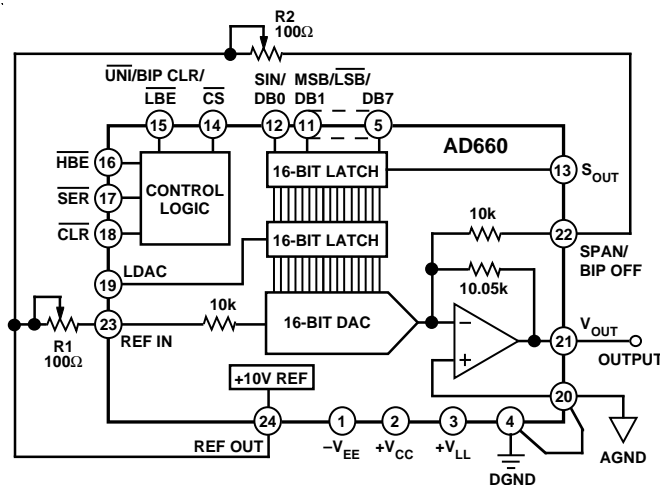 R2
100Ω
UNI/BIP CLR/
LBE
CS
SIN/
DB0
MSB/LSB/
DB1
DB7
15
14
12
11
5
AD660
HBE
16
SER
17
CLR
18
CONTROL
LOGIC
16-BIT LATCH
13
SOUT
10k
22
SPAN/
BIP OFF
16-BIT LATCH
LDAC
19
10.05k
R1
100Ω
23
REF IN
10k
16-BIT DAC
−
+
VOUT
21
OUTPUT
+10V REF
20
24
REF OUT
1
−VEE
2
+VCC
3
+VLL
4
DGND
AGND